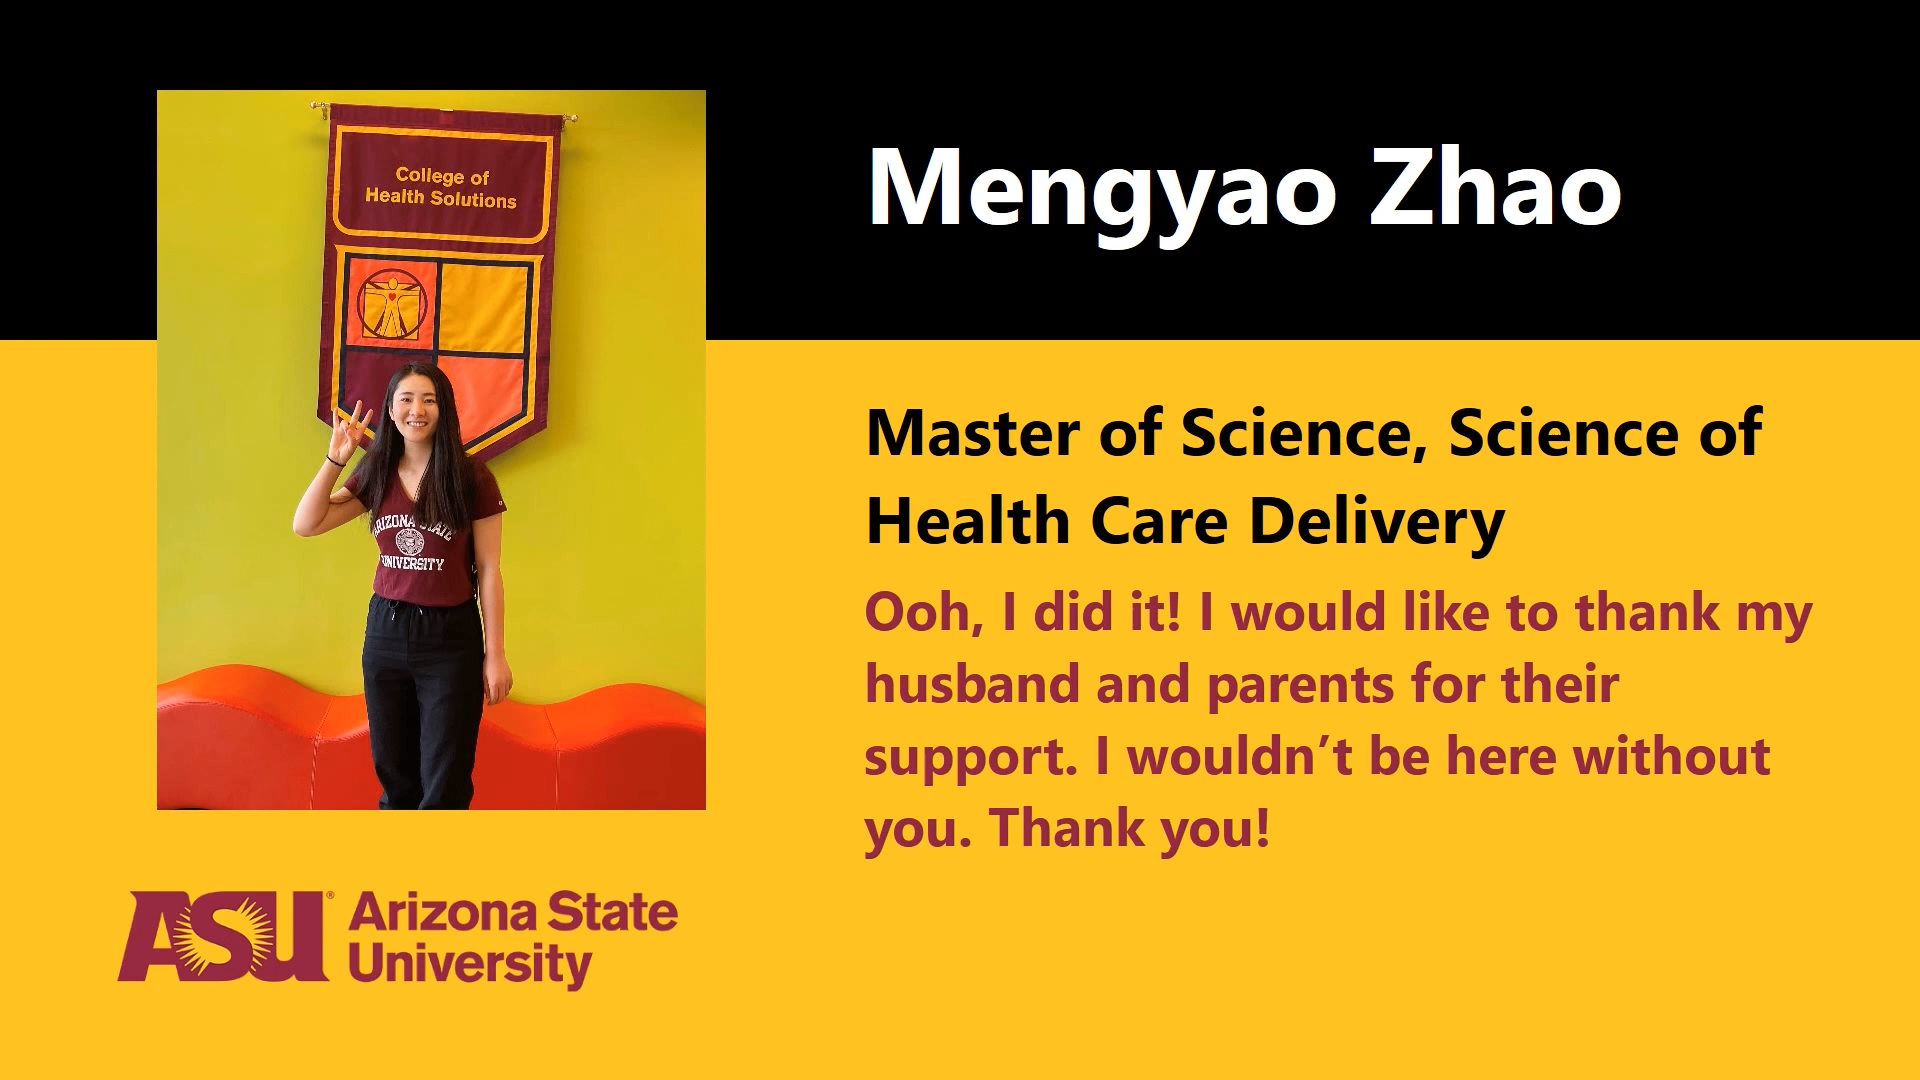 College of
Health Solutions
ARIZONA STATE
UNIVERSITY
Mengyao Zhao
Master of Science, Science of
Health Care Delivery
Ooh, I did it! I would like to thank my
husband and parents for their
support. I wouldn’t be here without
you. Thank you!
ASU® Arizona State
University